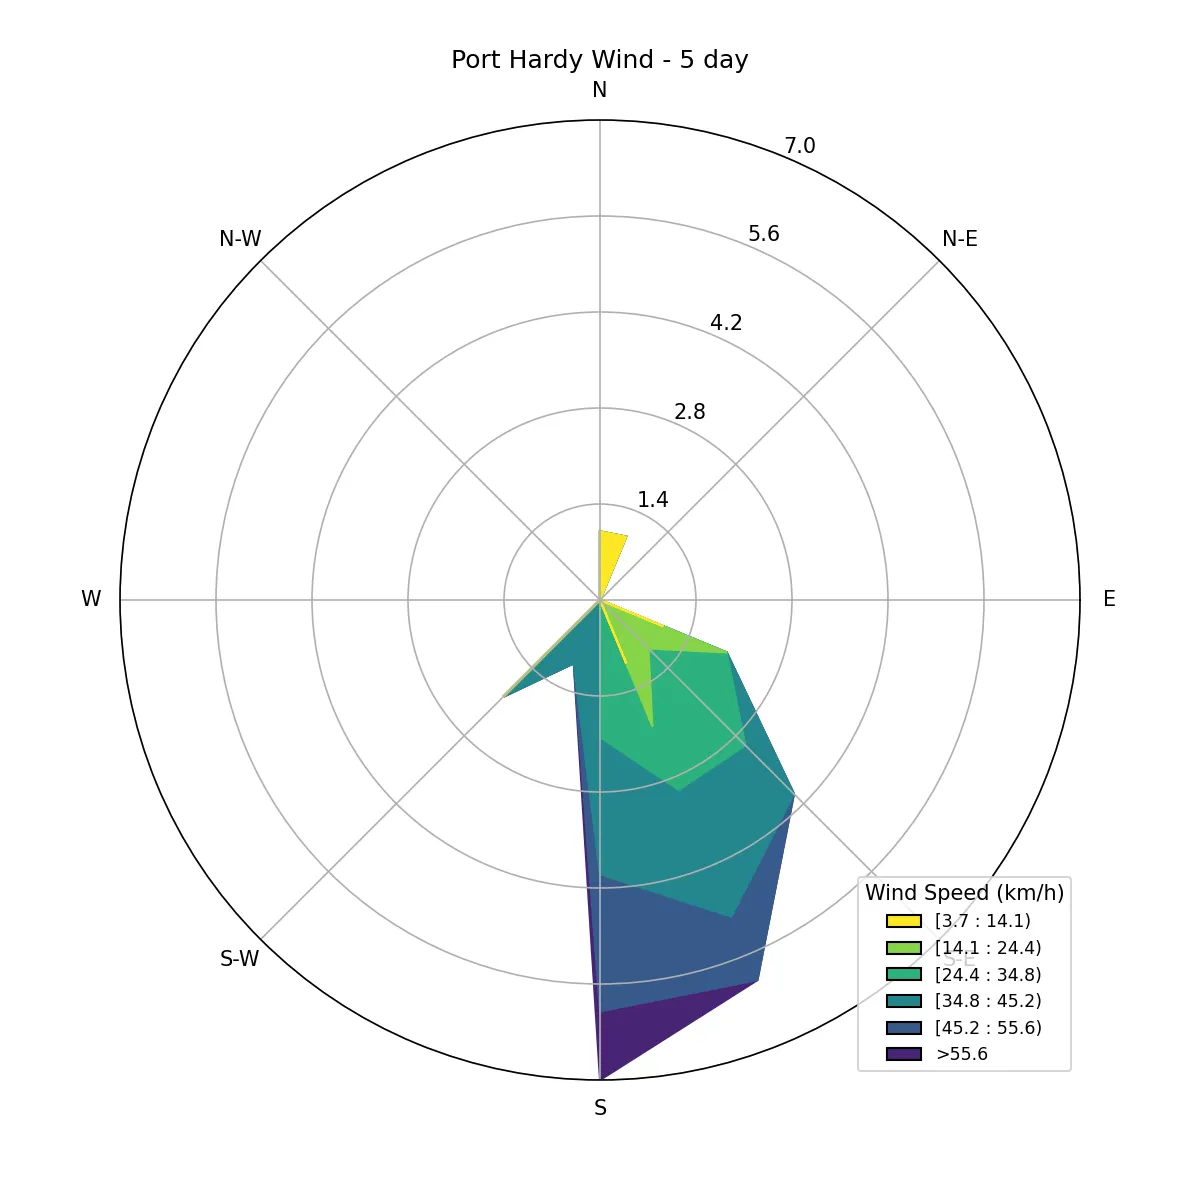 Port Hardy Wind - 5 day
N
7.0
N-W
5.6
N-E
4.2
2.8
1.4
W
E
S-W
S-E
S
Wind Speed (km/h)
[3.7 : 14.1)
[14.1 : 24.4)
[24.4 : 34.8)
[34.8 : 45.2)
[45.2 : 55.6)
>55.6